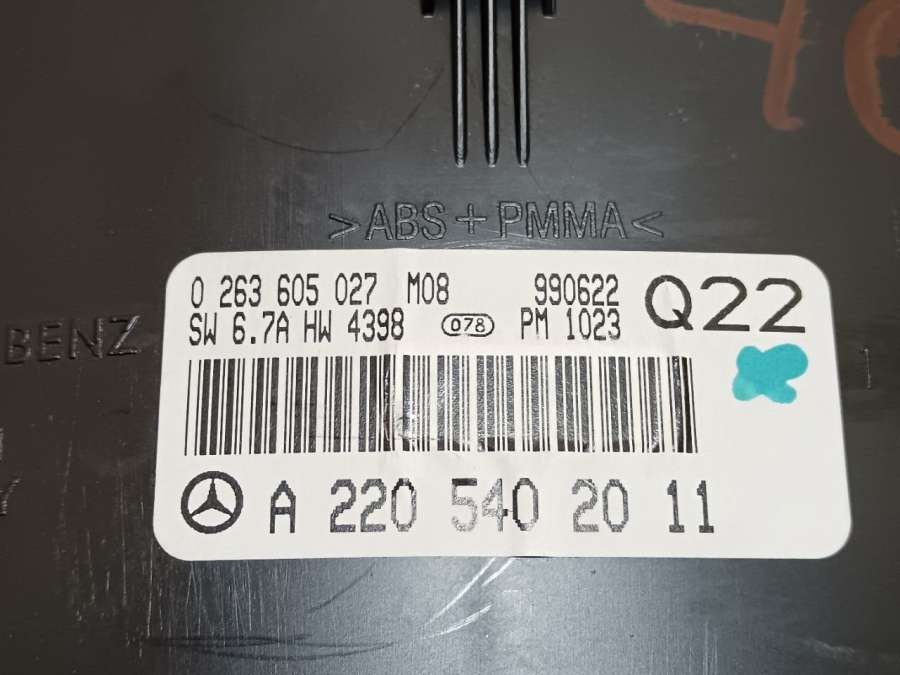 >ABS+PMMA<
0 263 605 027 M08 990622 Q22
SW 6.7A HW 4398 078 PM 1023
BENZ
A 220 540 20 11